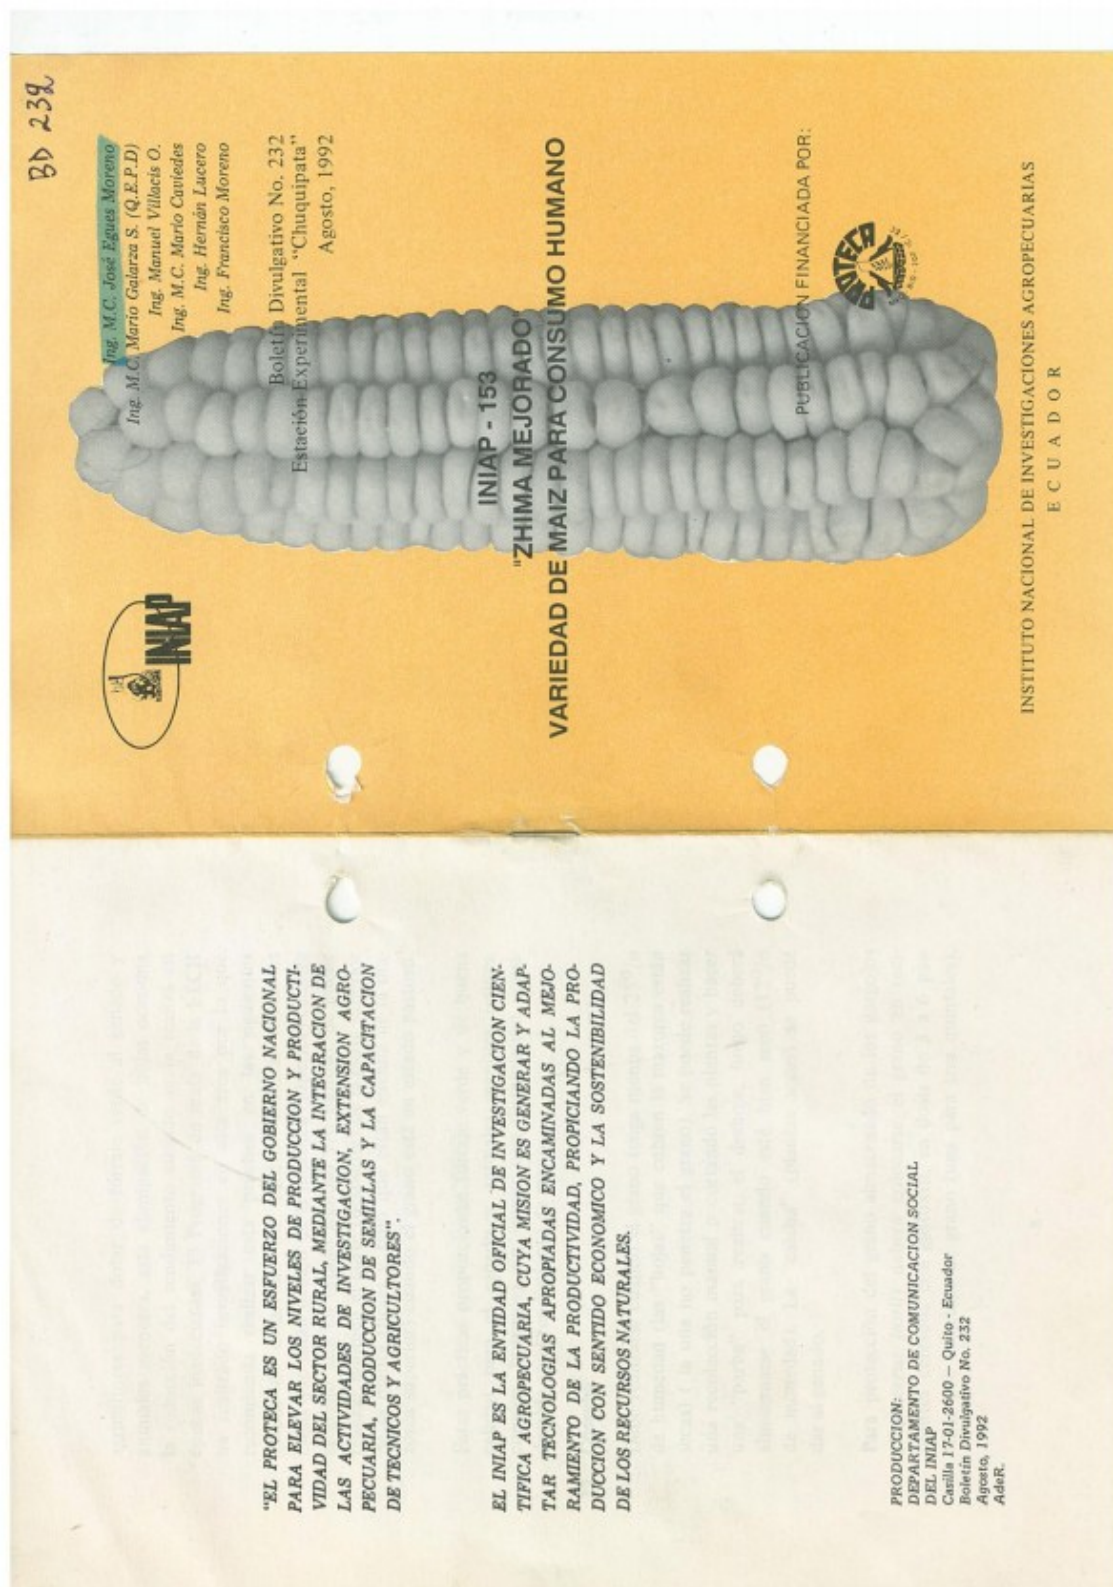 BD 232
Ing. M.C. José Egues Moreno
Ing. M.C. Mario Galarza S. (Q.E.P.D)
Ing. Manuel Villacis O.
Ing. M.C. Mario Caviedes
Ing. Hernán Lucero
Ing. Francisco Moreno
Boletín Divulgativo No. 232
Estación Experimental "Chuquipata"
Agosto, 1992
INIAP
INIAP - 153
"ZHIMA MEJORADO"
VARIEDAD DE MAIZ PARA CONSUMO HUMANO
PUBLICACION FINANCIADA POR:
PROTECA
INSTITUTO NACIONAL DE INVESTIGACIONES AGROPECUARIAS
E C U A D O R
"EL PROTECA ES UN ESFUERZO DEL GOBIERNO NACIONAL
PARA ELEVAR LOS NIVELES DE PRODUCCION Y PRODUCTI-
VIDAD DEL SECTOR RURAL, MEDIANTE LA INTEGRACION DE
LAS ACTIVIDADES DE INVESTIGACION, EXTENSION AGRO-
PECUARIA, PRODUCCION DE SEMILLAS Y LA CAPACITACION
DE TECNICOS Y AGRICULTORES".
EL INIAP ES LA ENTIDAD OFICIAL DE INVESTIGACION CIEN-
TIFICA AGROPECUARIA, CUYA MISION ES GENERAR Y ADAP-
TAR TECNOLOGIAS APROPIADAS ENCAMINADAS AL MEJO-
RAMIENTO DE LA PRODUCTIVIDAD, PROPICIANDO LA PRO-
DUCCION CON SENTIDO ECONOMICO Y LA SOSTENIBILIDAD
DE LOS RECURSOS NATURALES.
PRODUCCION:
DEPARTAMENTO DE COMUNICACION SOCIAL
DEL INIAP
Casilla 17-01-2600 – Quito - Ecuador
Boletín Divulgativo No. 232
Agosto, 1992
AdeR.